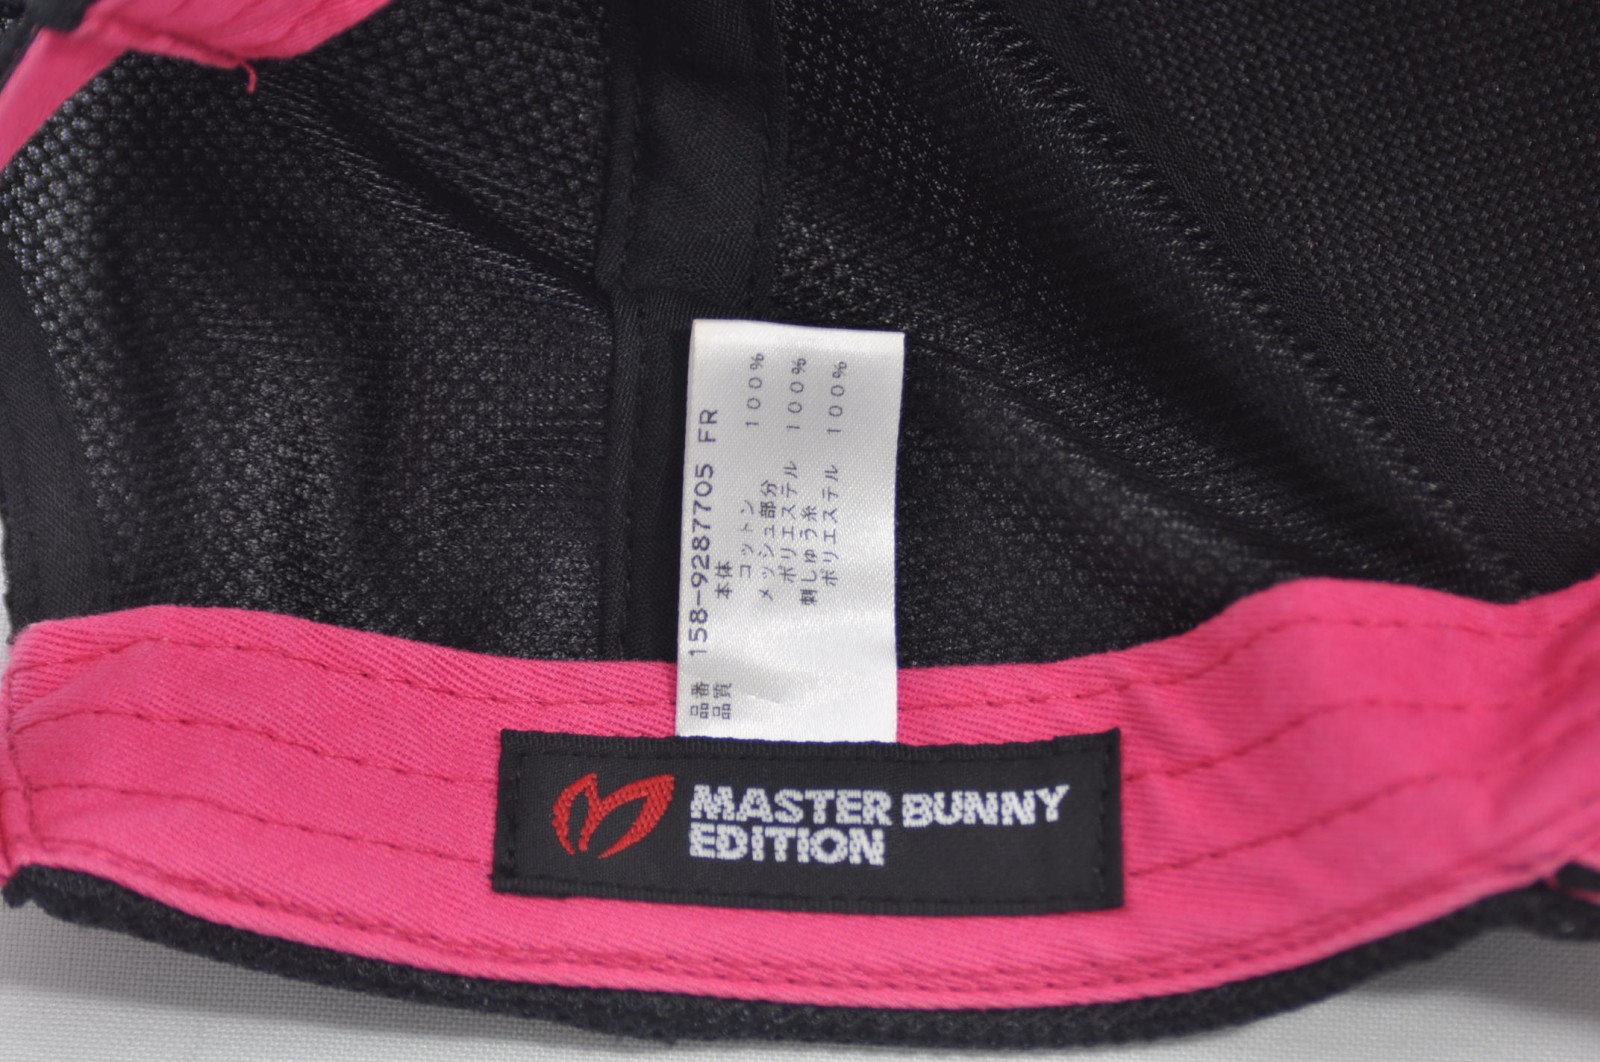 品番 158-9287705 FR
品質 本体
コットン 100%
メッシュ部分
ポリエステル 100%
刺しゅう糸
ポリエステル 100%
MASTER BUNNY
EDITION